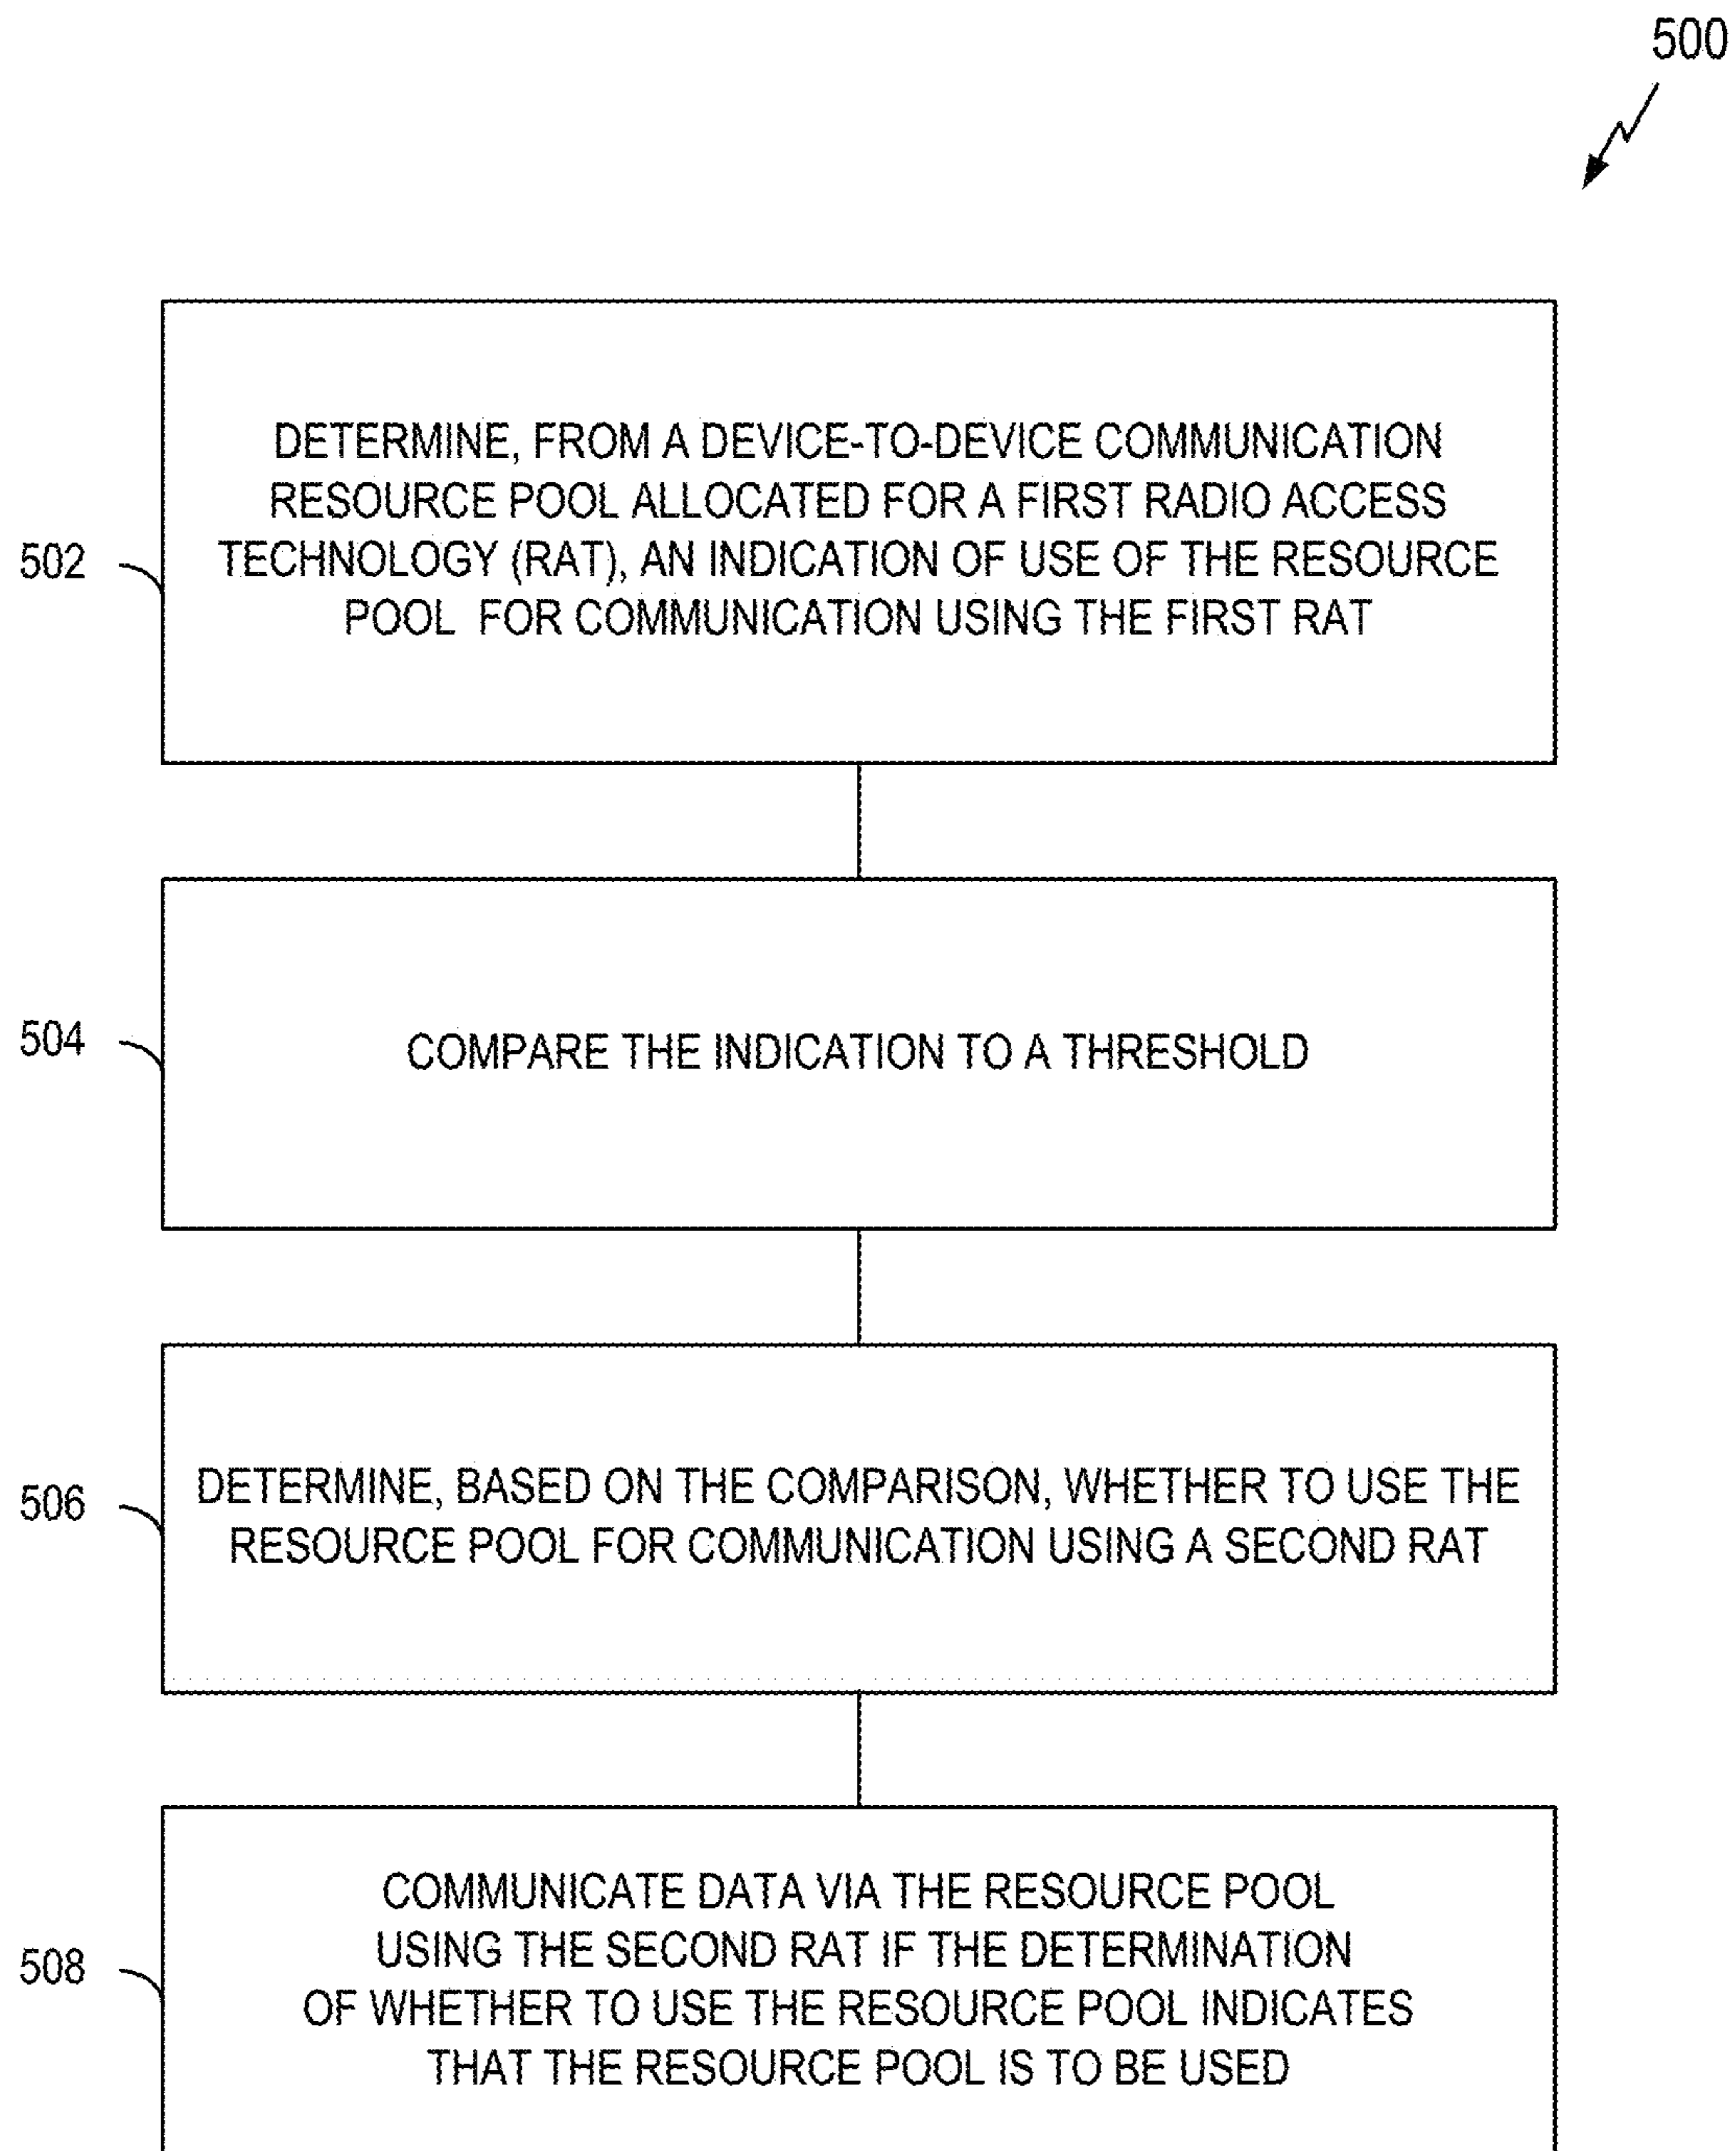 500
DETERMINE, FROM A DEVICE-TO-DEVICE COMMUNICATION
RESOURCE POOL ALLOCATED FOR A FIRST RADIO ACCESS
TECHNOLOGY (RAT), AN INDICATION OF USE OF THE RESOURCE
POOL FOR COMMUNICATION USING THE FIRST RAT
502
COMPARE THE INDICATION TO A THRESHOLD
504
DETERMINE, BASED ON THE COMPARISON, WHETHER TO USE THE
RESOURCE POOL FOR COMMUNICATION USING A SECOND RAT
506
COMMUNICATE DATA VIA THE RESOURCE POOL
USING THE SECOND RAT IF THE DETERMINATION
OF WHETHER TO USE THE RESOURCE POOL INDICATES
THAT THE RESOURCE POOL IS TO BE USED
508